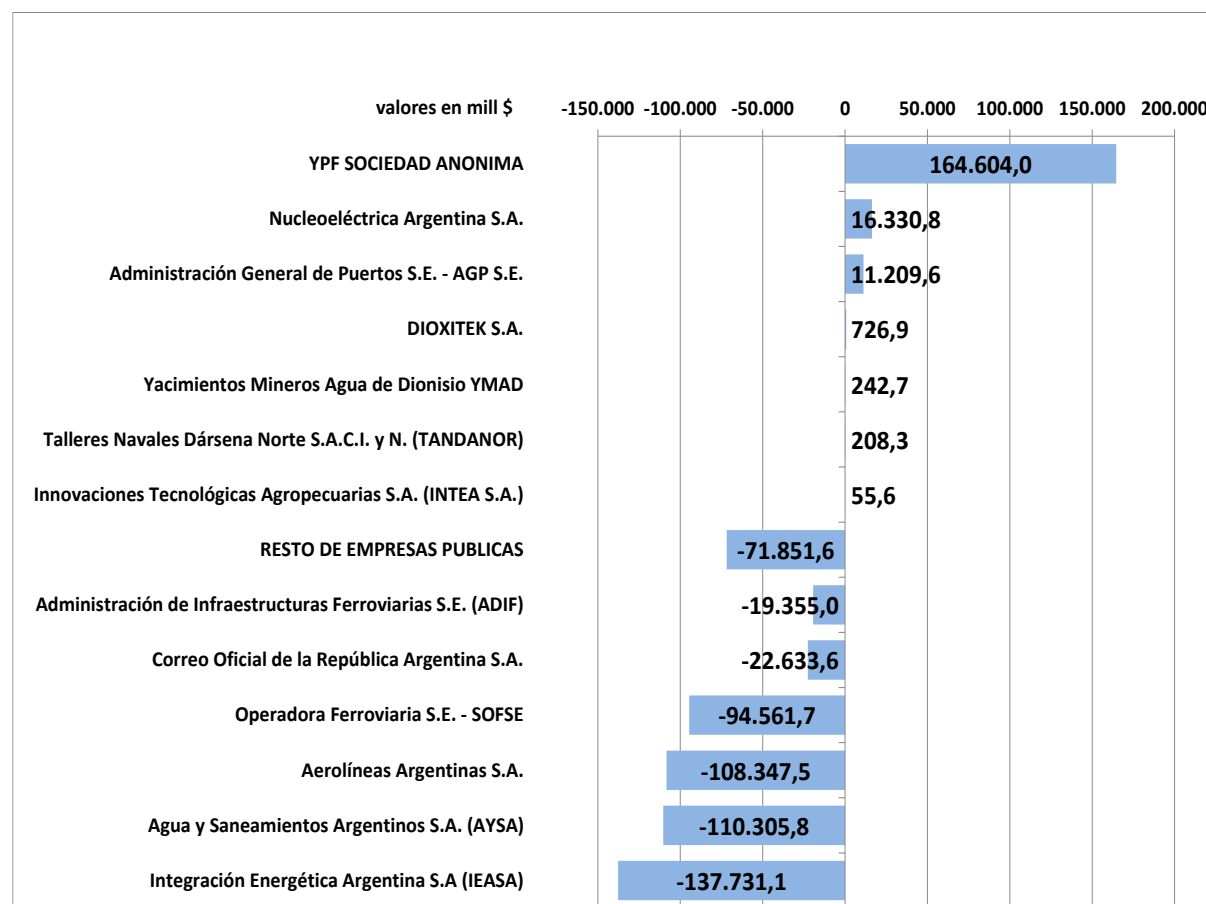 valores en mill $ -150.000 -100.000 -50.000 0 50.000 100.000 150.000 200.000
YPF SOCIEDAD ANONIMA 164.604,0
Nucleoeléctrica Argentina S.A. 16.330,8
Administración General de Puertos S.E. - AGP S.E. 11.209,6
DIOXITEK S.A. 726,9
Yacimientos Mineros Agua de Dionisio YMAD 242,7
Talleres Navales Dársena Norte S.A.C.I. y N. (TANDANOR) 208,3
Innovaciones Tecnológicas Agropecuarias S.A. (INTEA S.A.) 55,6
RESTO DE EMPRESAS PUBLICAS -71.851,6
Administración de Infraestructuras Ferroviarias S.E. (ADIF) -19.355,0
Correo Oficial de la República Argentina S.A. -22.633,6
Operadora Ferroviaria S.E. - SOFSE -94.561,7
Aerolíneas Argentinas S.A. -108.347,5
Agua y Saneamientos Argentinos S.A. (AYSA) -110.305,8
Integración Energética Argentina S.A (IEASA) -137.731,1